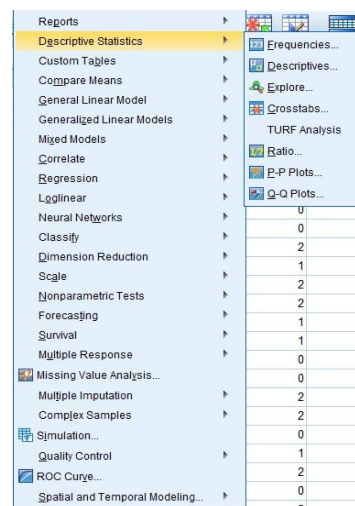 Reports
Descriptive Statistics
Custom Tables
Compare Means
General Linear Model
Generalized Linear Models
Mixed Models
Correlate
Regression
Loglinear
Neural Networks
Classify
Dimension Reduction
Scale
Nonparametric Tests
Forecasting
Survival
Multiple Response
Missing Value Analysis...
Multiple Imputation
Complex Samples
Simulation...
Quality Control
ROC Curve...
Spatial and Temporal Modeling...
Frequencies...
Descriptives...
Explore...
Crosstabs...
TURF Analysis
Ratio...
P-P Plots...
Q-Q Plots...
0
0
2
1
2
2
1
1
0
0
2
2
0
1
2
0